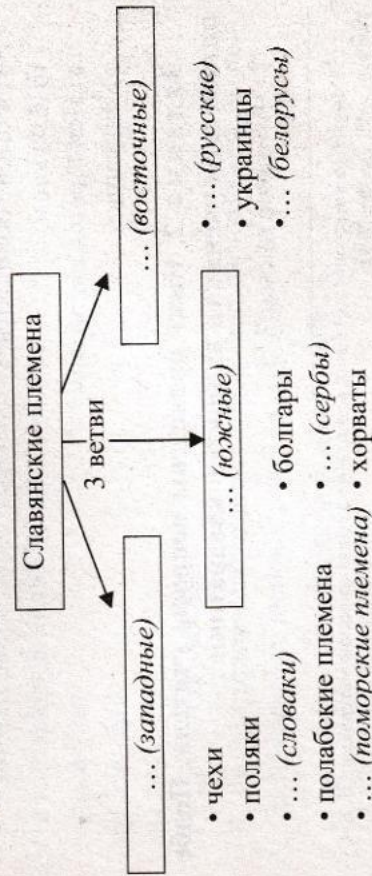 Славянские племена
3 ветви
… (западные)
… (южные)
… (восточные)
• чехи
• поляки
• … (словаки)
• полабские племена
• … (поморские племена)
• болгары
• … (сербы)
• хорваты
• … (русские)
• украинцы
• … (белорусы)